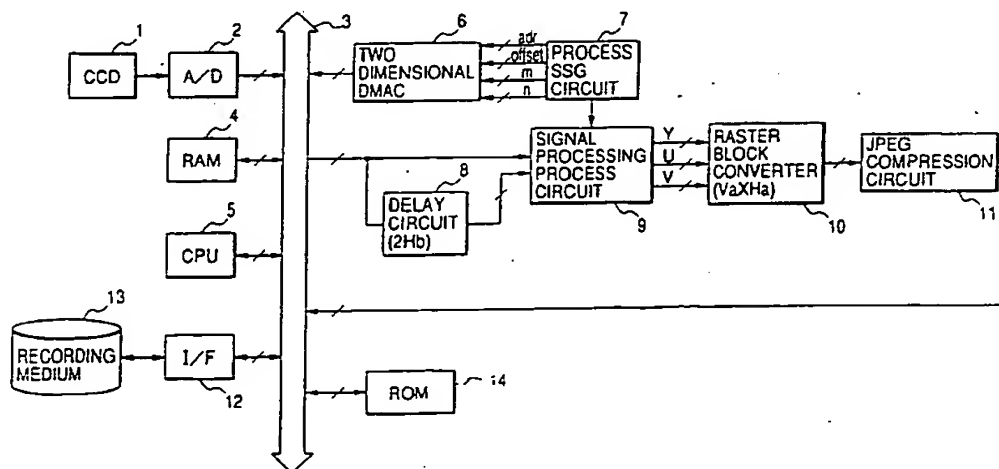 1
CCD
2
A/D
3
6
TWO
DIMENSIONAL
DMAC
adr
offset
m
n
7
PROCESS
SSG
CIRCUIT
4
RAM
8
DELAY
CIRCUIT
(2Hb)
SIGNAL
PROCESSING
PROCESS
CIRCUIT
9
Y
U
V
RASTER
BLOCK
CONVERTER
(VaXHa)
10
JPEG
COMPRESSION
CIRCUIT
11
5
CPU
13
RECORDING
MEDIUM
I/F
12
ROM
14